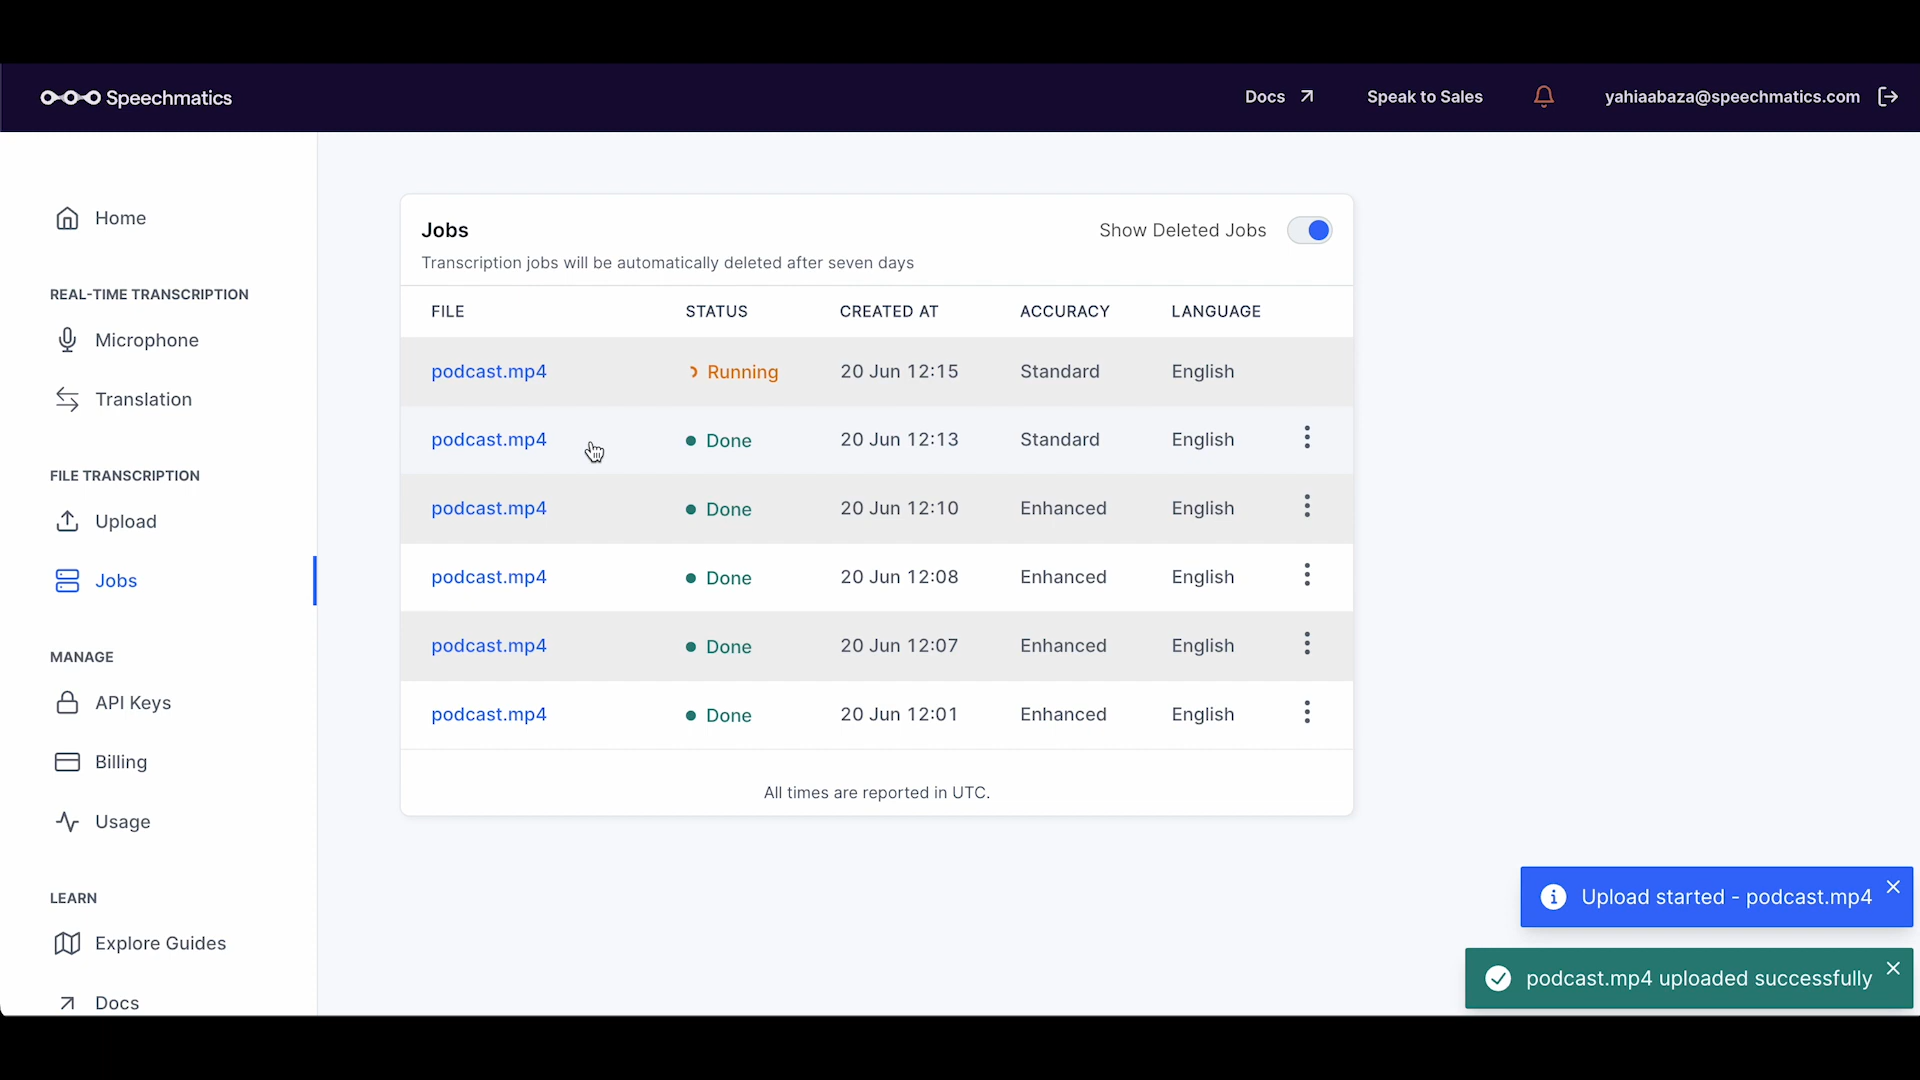 Speechmatics
Docs
Speak to Sales
yahiaabaza@speechmatics.com
Home
REAL-TIME TRANSCRIPTION
Microphone
Translation
FILE TRANSCRIPTION
Upload
Jobs
MANAGE
API Keys
Billing
Usage
LEARN
Explore Guides
Docs
Jobs
Show Deleted Jobs
Transcription jobs will be automatically deleted after seven days
FILE STATUS CREATED AT ACCURACY LANGUAGE
podcast.mp4 Running 20 Jun 12:15 Standard English
podcast.mp4 Done 20 Jun 12:13 Standard English
podcast.mp4 Done 20 Jun 12:10 Enhanced English
podcast.mp4 Done 20 Jun 12:08 Enhanced English
podcast.mp4 Done 20 Jun 12:07 Enhanced English
podcast.mp4 Done 20 Jun 12:01 Enhanced English
All times are reported in UTC.
Upload started - podcast.mp4
podcast.mp4 uploaded successfully